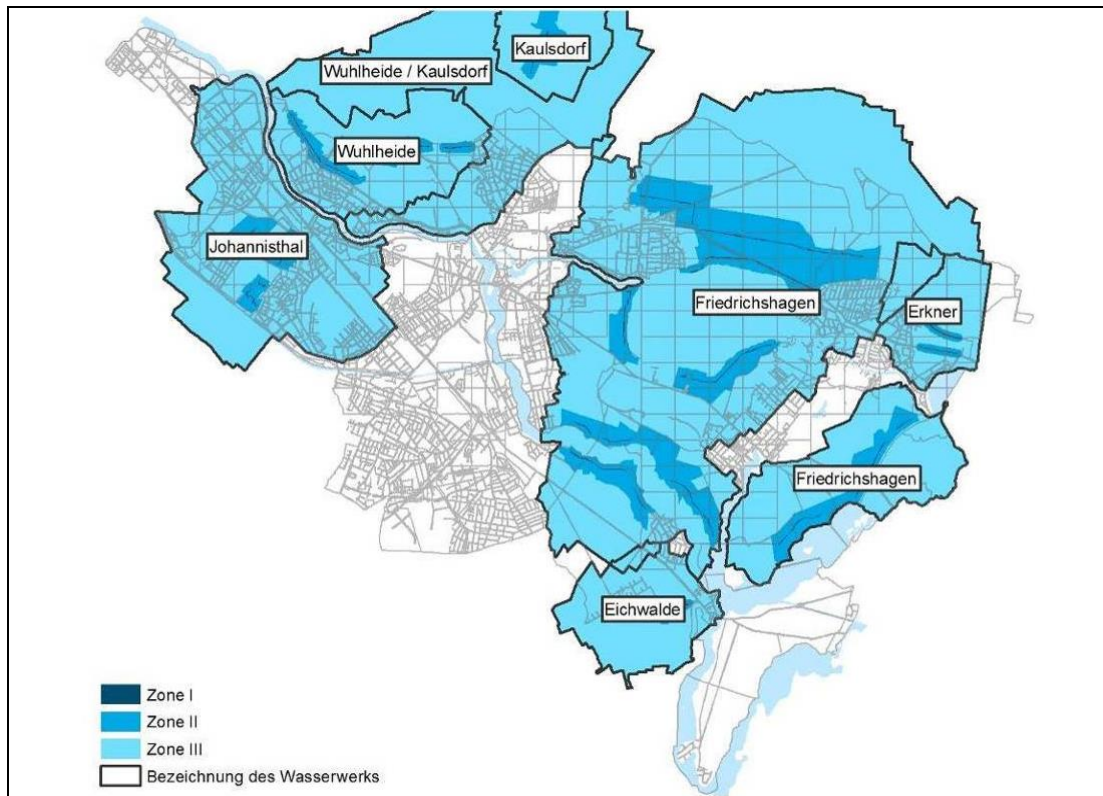 Kaulsdorf
Wuhlheide / Kaulsdorf
Wuhlheide
Johannisthal
Friedrichshagen
Erkner
Friedrichshagen
Eichwalde
Zone I
Zone II
Zone III
Bezeichnung des Wasserwerks